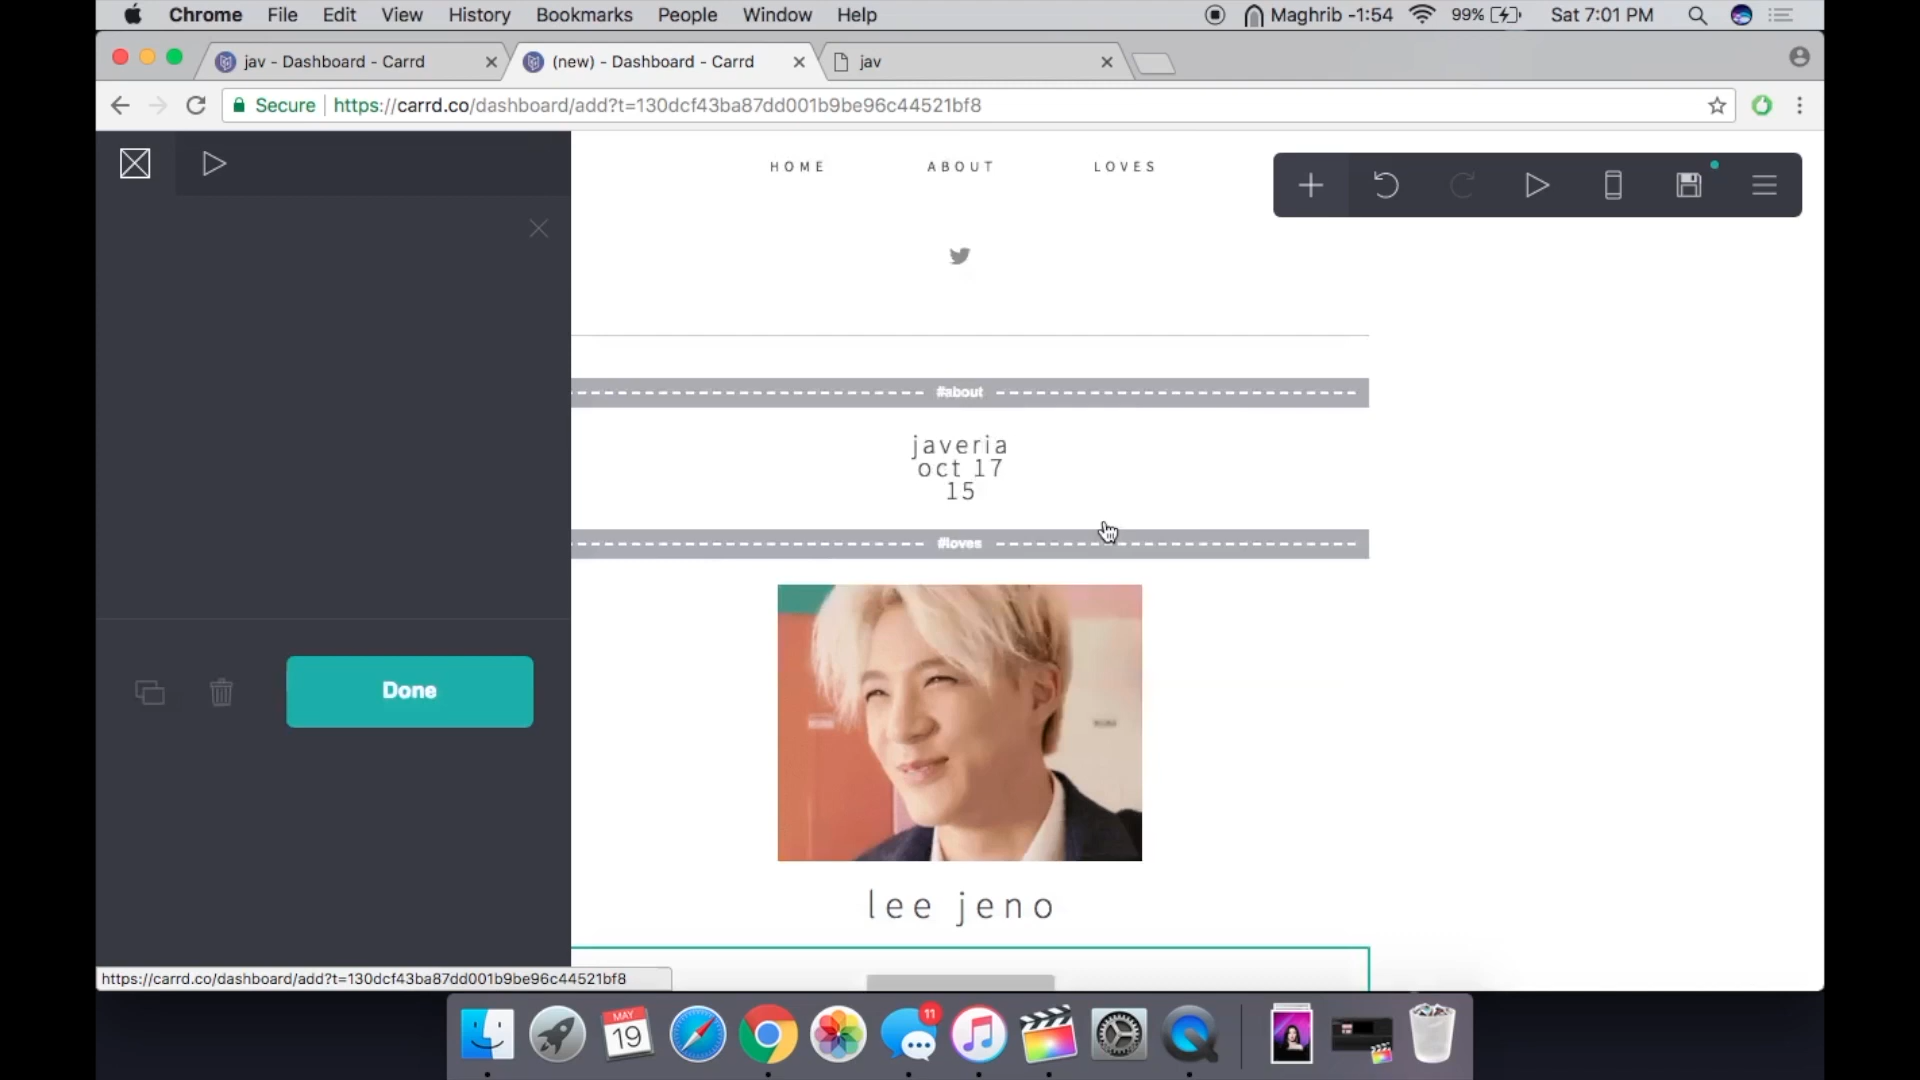 Chrome File Edit View History Bookmarks People Window Help Maghrib -1:54 99% Sat 7:01 PM
jav - Dashboard - Carrd (new) - Dashboard - Carrd jav
Secure https://carrd.co/dashboard/add?t=130dcf43ba87dd001b9be96c44521bf8
HOME ABOUT LOVES
#about
javeria
oct 17
15
#loves
Done
lee jeno
https://carrd.co/dashboard/add?t=130dcf43ba87dd001b9be96c44521bf8
MAY
19
11